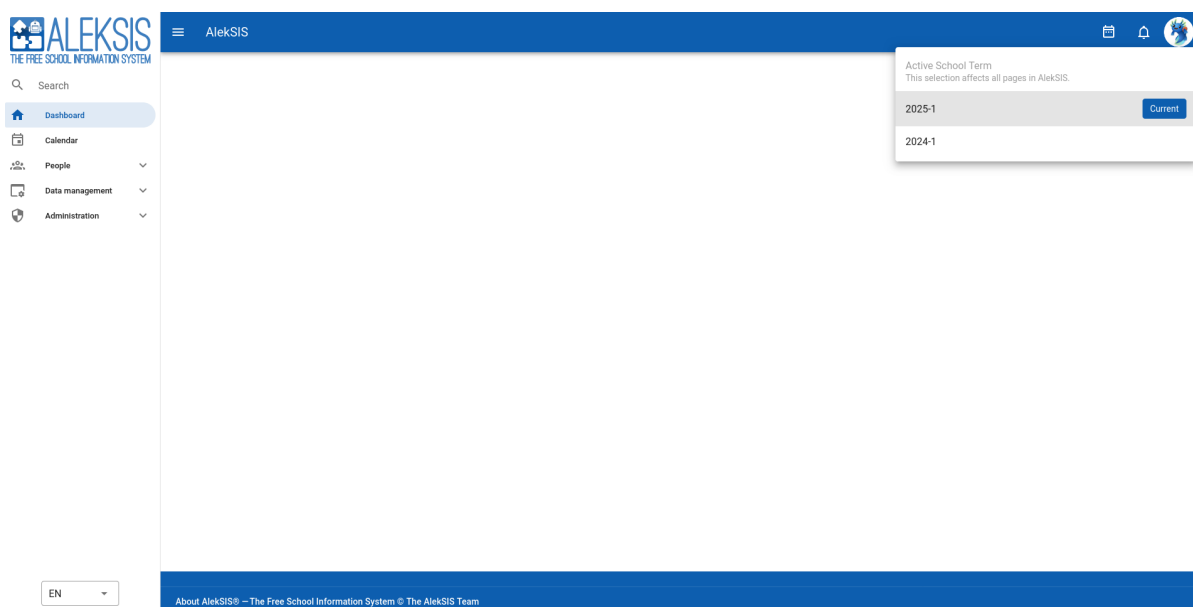 ALEKSIS
THE FREE SCHOOL INFORMATION SYSTEM
AlekSIS
Active School Term
This selection affects all pages in AlekSIS.
2025-1
Current
2024-1
Search
Dashboard
Calendar
People
Data management
Administration
EN
About AlekSIS® — The Free School Information System © The AlekSIS Team